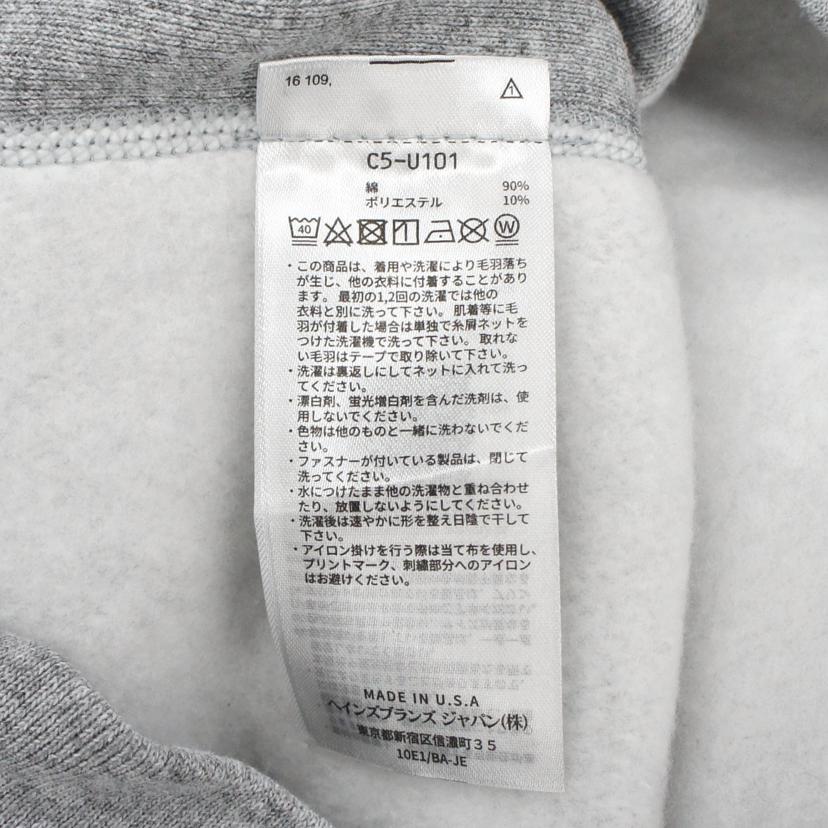 16 109,
1
C5-U101
綿 90%
ポリエステル 10%
40 W
・この商品は、着用や洗濯により毛羽落ち
が生じ、他の衣料に付着することがあり
ます。 最初の1,2回の洗濯では他の
衣料と別に洗って下さい。 肌着等に毛
羽が付着した場合は単独で糸屑ネットを
つけた洗濯機で洗って下さい。 取れな
い毛羽はテープで取り除いて下さい。
・洗濯は裏返しにしてネットに入れて洗っ
てください。
・漂白剤、蛍光増白剤を含んだ洗剤は、使
用しないでください。
・色物は他のものと一緒に洗わないでくだ
さい。
・ファスナーが付いている製品は、閉じて
洗ってください。
・水につけたまま他の洗濯物と重ね合わせ
たり、放置しないようにしてください。
・洗濯後は速やかに形を整え日陰で干して
下さい。
・アイロン掛けを行う際は当て布を使用し、
プリントマーク、刺繍部分へのアイロン
はお避けください。
MADE IN U.S.A
ヘインズブランズ ジャパン(株)
東京都新宿区信濃町35
10E1/BA-JE